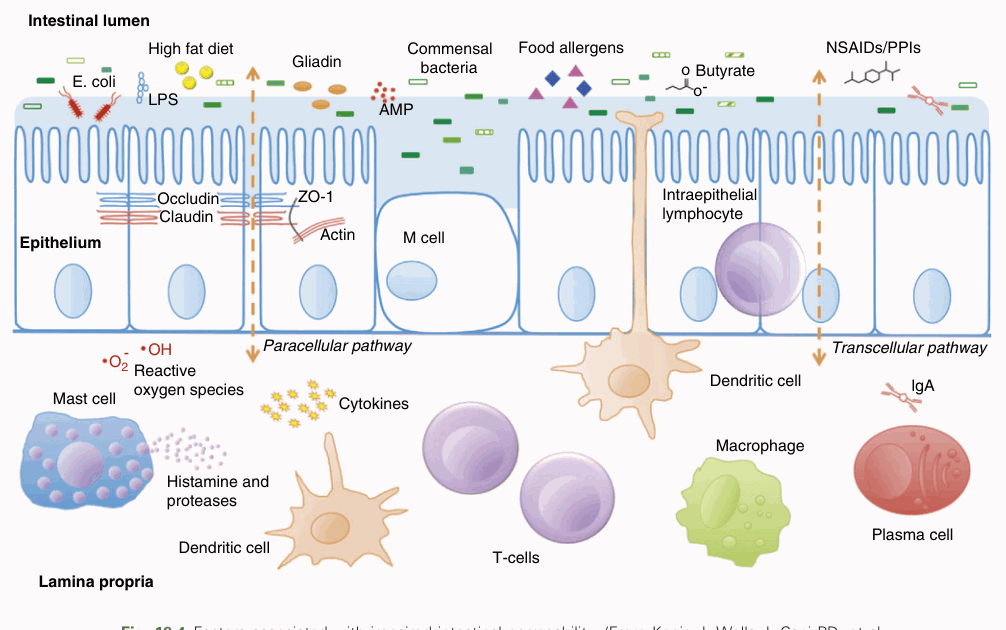 Intestinal lumen
High fat diet
Gliadin
Commensal
bacteria
Food allergens
NSAIDs/PPIs
E. coli
LPS
AMP
O
Butyrate
O-
Occludin
Claudin
ZO-1
Actin
Epithelium
M cell
Intraepithelial
lymphocyte
Paracellular pathway
Transcellular pathway
•O2-
•OH
Reactive
oxygen species
Mast cell
Cytokines
Dendritic cell
IgA
Histamine and
proteases
Macrophage
Dendritic cell
T-cells
Plasma cell
Lamina propria